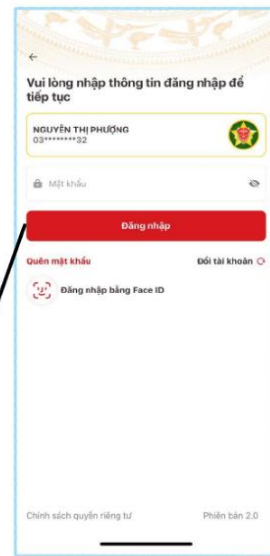 Vui lòng nhập thông tin đăng nhập để
tiếp tục
NGUYỄN THỊ PHƯỢNG
03********32
Mật khẩu
Đăng nhập
Quên mật khẩu
Đổi tài khoản
Đăng nhập bằng Face ID
Chính sách quyền riêng tư
Phiên bản 2.0